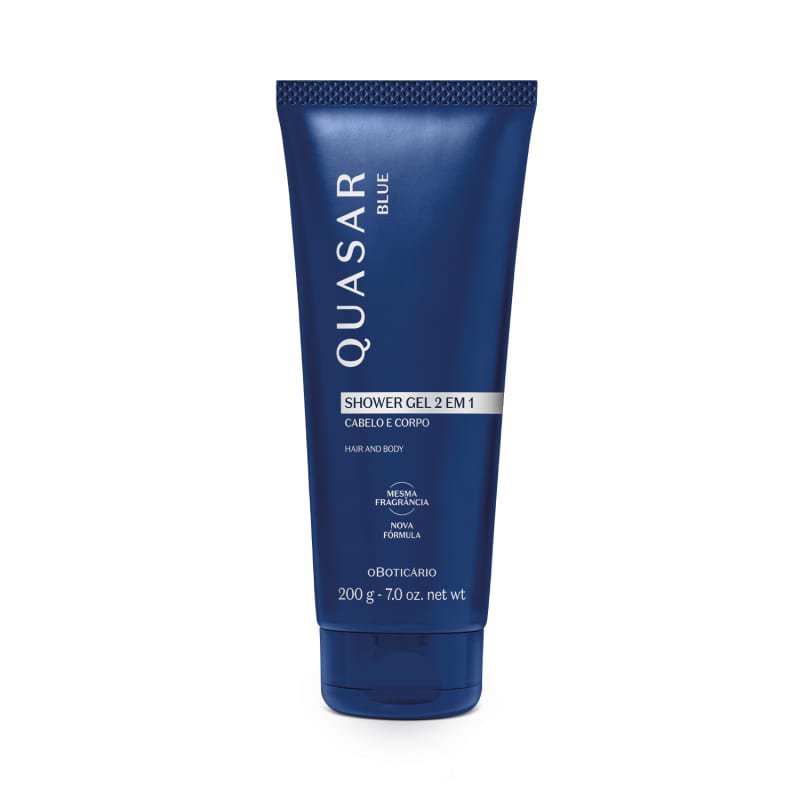 QUASAR
BLUE
SHOWER GEL 2 EM 1
CABELO E CORPO
HAIR AND BODY
MESMA
FRAGRÂNCIA
NOVA
FÓRMULA
oBOTICÁRIO
200 g - 7.0 oz. net wt